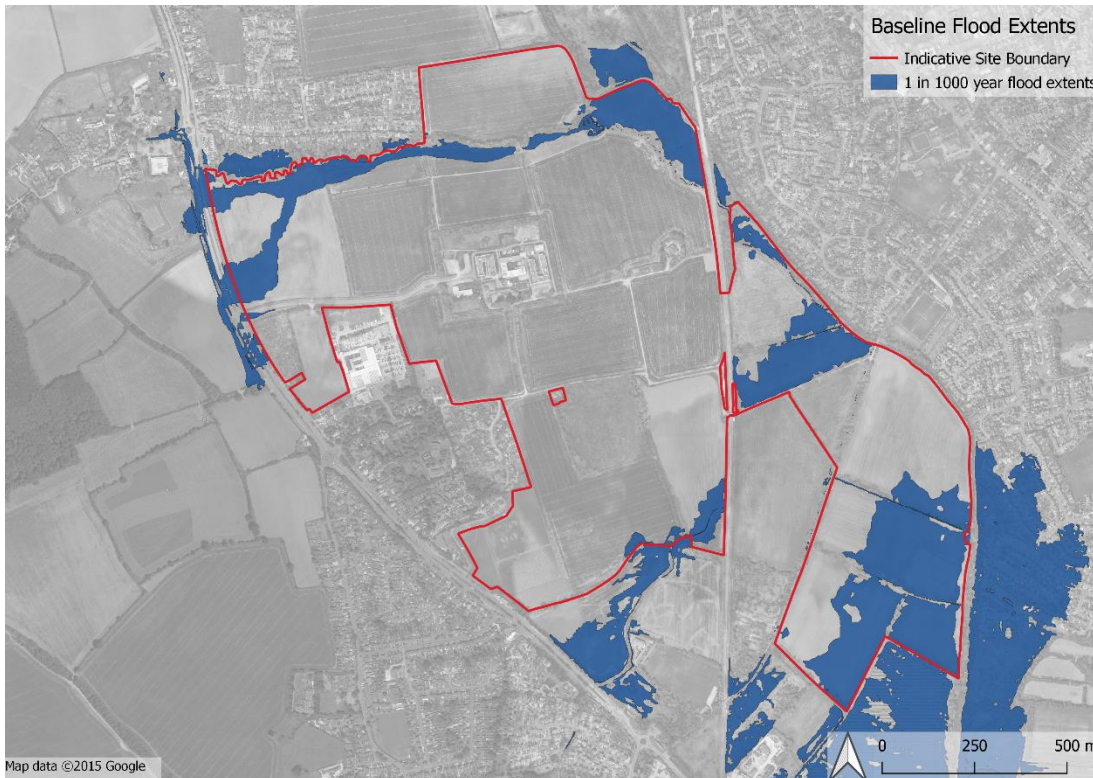 Baseline Flood Extents
Indicative Site Boundary
1 in 1000 year flood extents
0 250 500 m
Map data ©2015 Google